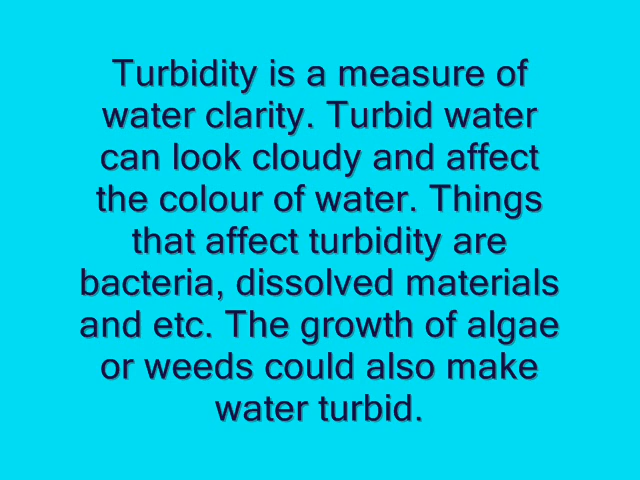 Turbidity is a measure of
water clarity. Turbid water
can look cloudy and affect
the colour of water. Things
that affect turbidity are
bacteria, dissolved materials
and etc. The growth of algae
or weeds could also make
water turbid.